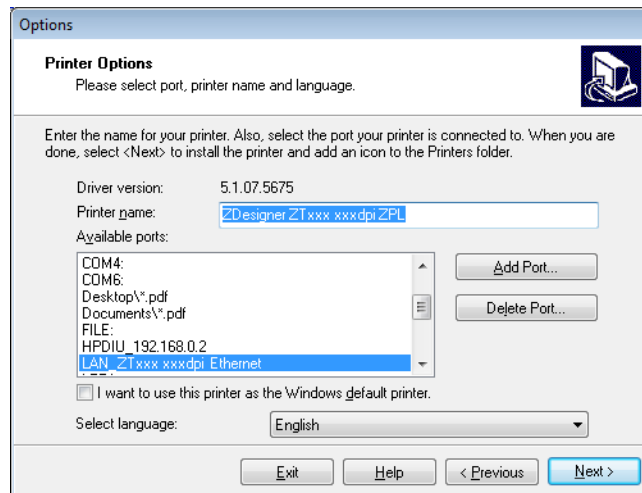 Options
Printer Options
Please select port, printer name and language.
Enter the name for your printer. Also, select the port your printer is connected to. When you are
done, select <Next> to install the printer and add an icon to the Printers folder.
Driver version: 5.1.07.5675
Printer name: ZDesigner ZTxxx xxxdpi ZPL
Available ports:
COM4:
COM6:
Desktop\*.pdf
Documents\*.pdf
FILE:
HPDIU_192.168.0.2
LAN_ZTxxx xxxdpi Ethernet
Add Port...
Delete Port...
I want to use this printer as the Windows default printer.
Select language: English
Exit Help < Previous Next >